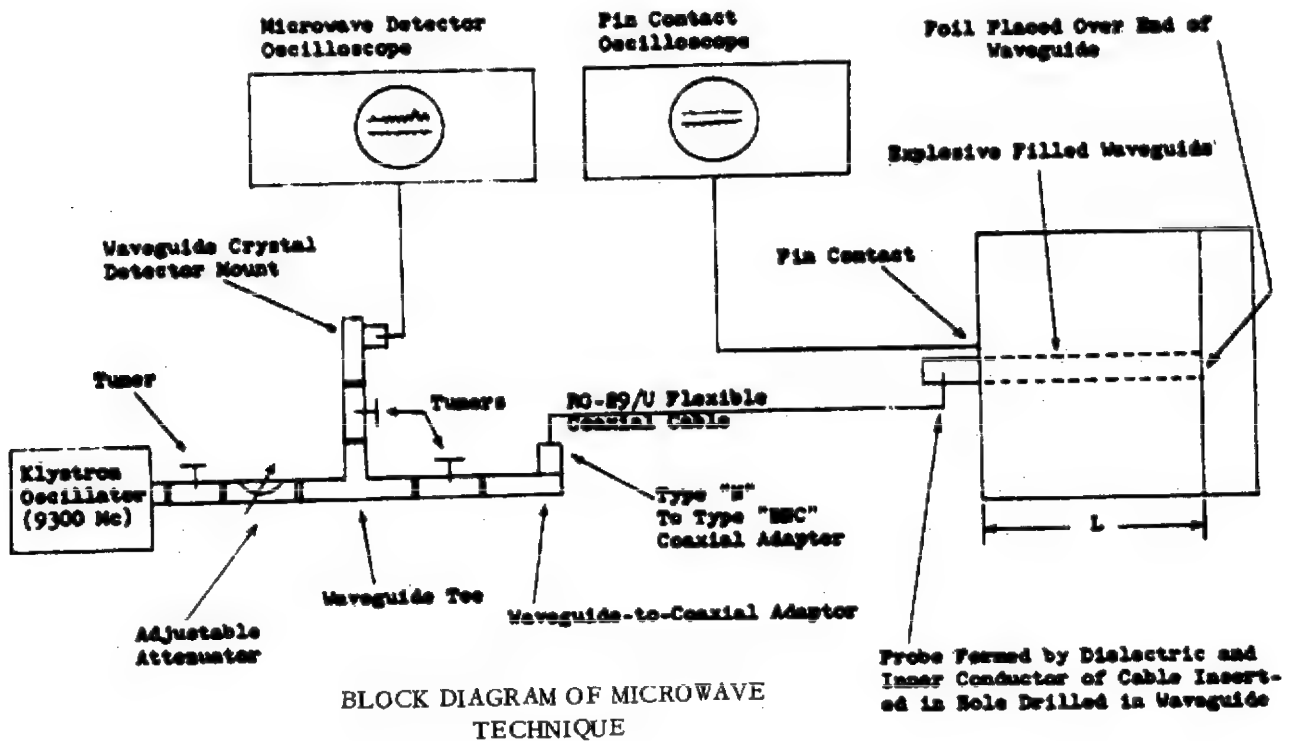 Microwave Detector
Oscilloscope
Pin Contact
Oscilloscope
Foil Placed Over End of
Waveguide
Explosive Filled Waveguide
Waveguide Crystal
Detector Mount
Pin Contact
Tuner
Tuners
RG-89/U Flexible
Coaxial Cable
Klystron
Oscillator
(9300 Mc)
Type "N"
To Type "BNC"
Coaxial Adapter
L
Waveguide Tee
Waveguide-to-Coaxial Adaptor
Adjustable
Attenuator
Probe Formed by Dielectric and
Inner Conductor of Cable Insert-
ed in Hole Drilled in Waveguide
BLOCK DIAGRAM OF MICROWAVE
TECHNIQUE